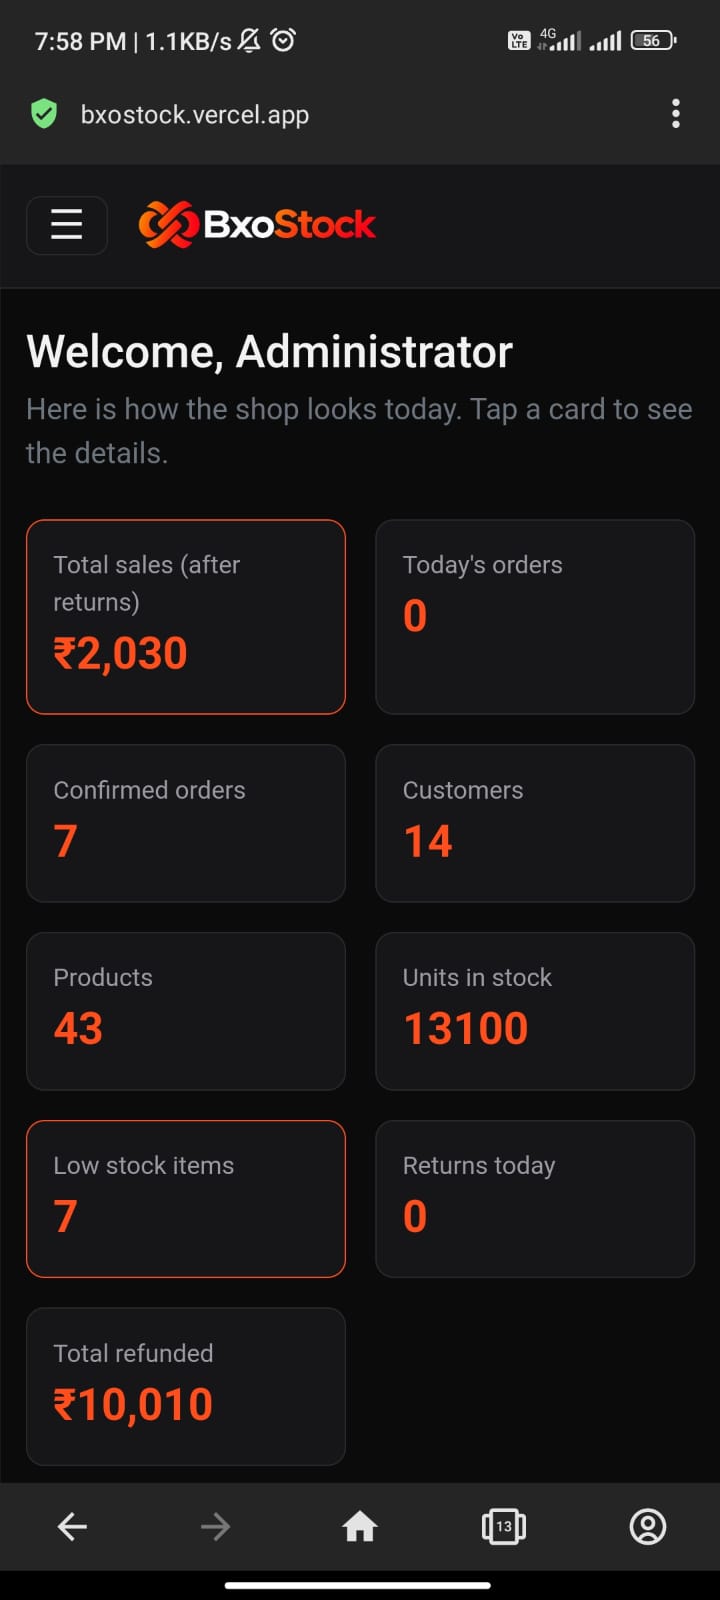 7:58 PM | 1.1KB/s
Vo LTE 4G 56
bxostock.vercel.app
BxoStock
Welcome, Administrator
Here is how the shop looks today. Tap a card to see
the details.
Total sales (after
returns)
₹2,030
Today's orders
0
Confirmed orders
7
Customers
14
Products
43
Units in stock
13100
Low stock items
7
Returns today
0
Total refunded
₹10,010
13